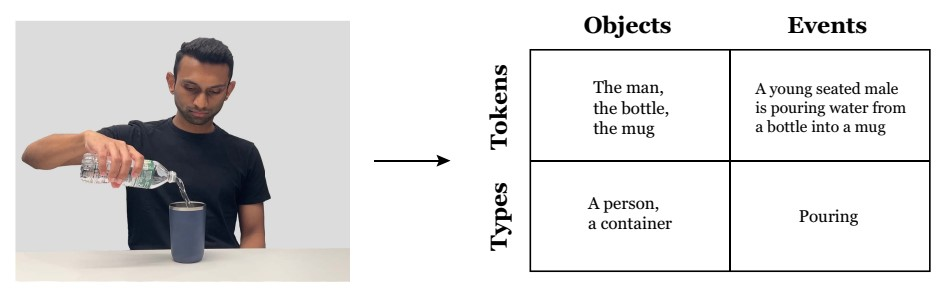 Objects
Events
Tokens
The man,
the bottle,
the mug
A young seated male
is pouring water from
a bottle into a mug
Types
A person,
a container
Pouring